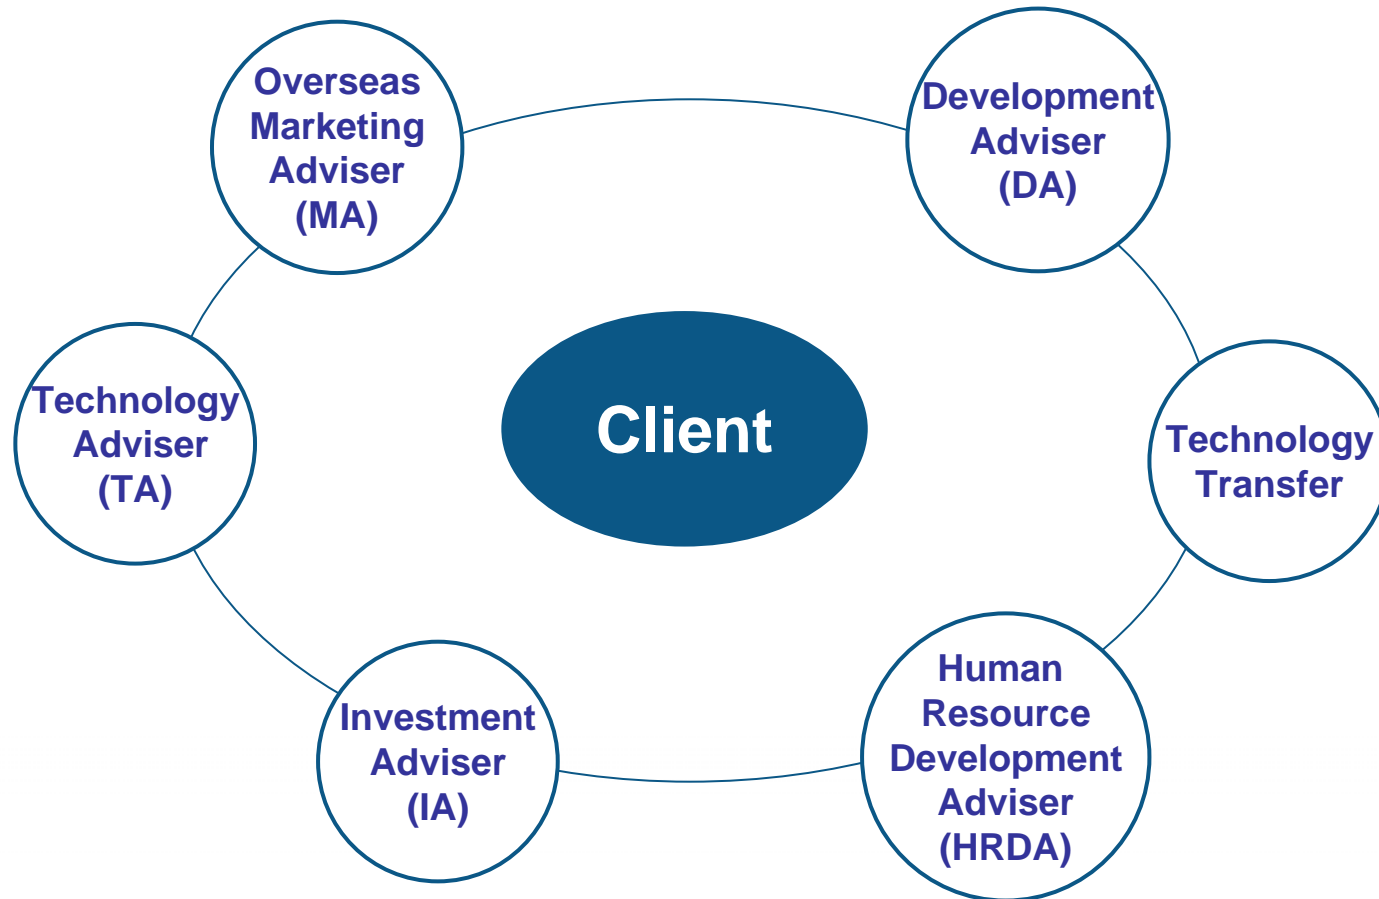 Overseas
Marketing
Adviser
(MA)
Development
Adviser
(DA)
Technology
Adviser
(TA)
Client
Technology
Transfer
Investment
Adviser
(IA)
Human
Resource
Development
Adviser
(HRDA)